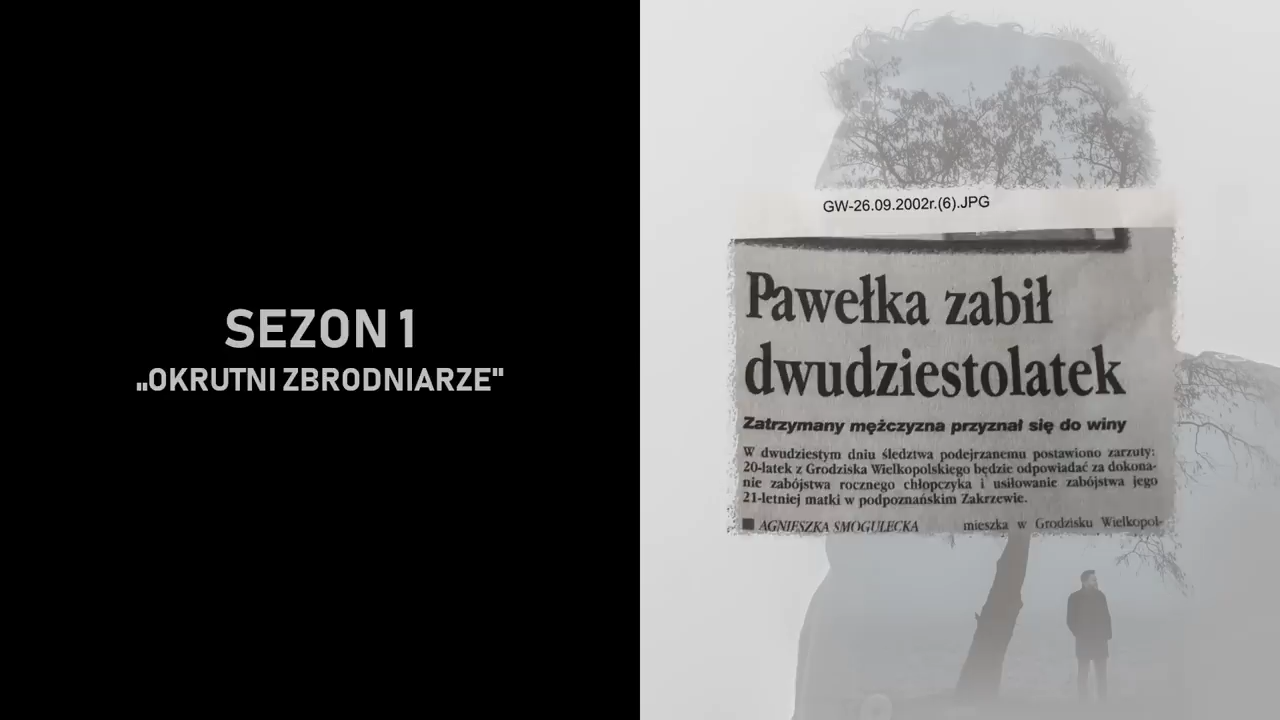 SEZON 1
„OKRUTNI ZBRODNIARZE"
GW-26.09.2002r.(6).JPG
Pawełka zabił
dwudziestolatek
Zatrzymany mężczyzna przyznał się do winy
W dwudziestym dniu śledztwa podejrzanemu postawiono zarzuty:
20-latek z Grodziska Wielkopolskiego będzie odpowiadać za dokona-
nie zabójstwa rocznego chłopczyka i usiłowanie zabójstwa jego
21-letniej matki w podpoznańskim Zakrzewie.
AGNIESZKA SMOGULECKA mieszka w Grodzisku Wielkopol-